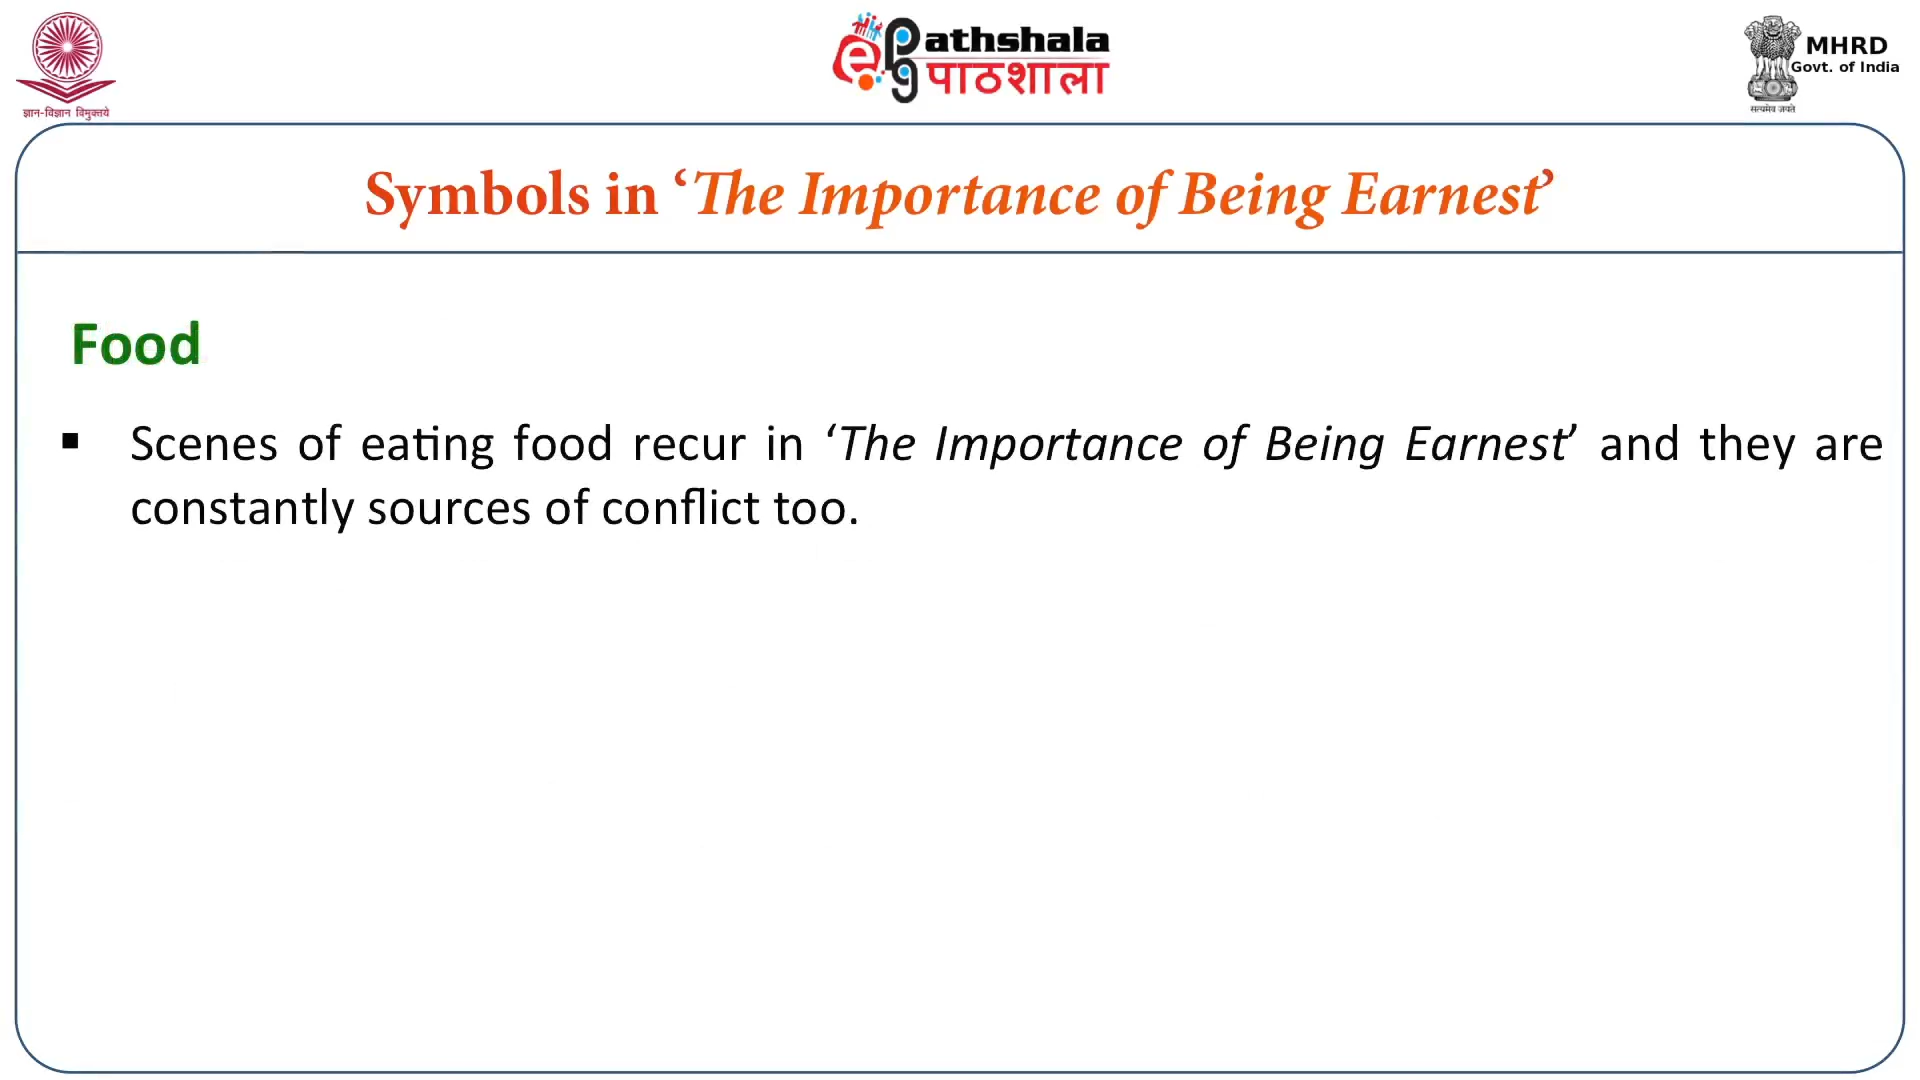 ज्ञान-विज्ञान विमुक्तये
ePathshala
पाठशाला
MHRD
Govt. of India
सत्यमेव जयते
Symbols in ‘The Importance of Being Earnest’
Food
▪ Scenes of eating food recur in ‘The Importance of Being Earnest’ and they are
constantly sources of conflict too.